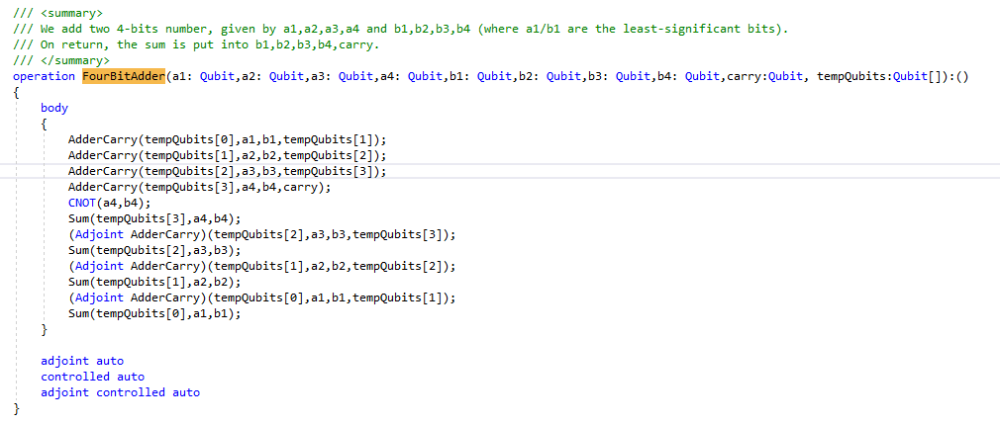 /// <summary>
/// We add two 4-bits number, given by a1,a2,a3,a4 and b1,b2,b3,b4 (where a1/b1 are the least-significant bits).
/// On return, the sum is put into b1,b2,b3,b4,carry.
/// </summary>
operation FourBitAdder(a1: Qubit,a2: Qubit,a3: Qubit,a4: Qubit,b1: Qubit,b2: Qubit,b3: Qubit,b4: Qubit,carry:Qubit, tempQubits:Qubit[]):()
{
    body
    {
        AdderCarry(tempQubits[0],a1,b1,tempQubits[1]);
        AdderCarry(tempQubits[1],a2,b2,tempQubits[2]);
        AdderCarry(tempQubits[2],a3,b3,tempQubits[3]);
        AdderCarry(tempQubits[3],a4,b4,carry);
        CNOT(a4,b4);
        Sum(tempQubits[3],a4,b4);
        (Adjoint AdderCarry)(tempQubits[2],a3,b3,tempQubits[3]);
        Sum(tempQubits[2],a3,b3);
        (Adjoint AdderCarry)(tempQubits[1],a2,b2,tempQubits[2]);
        Sum(tempQubits[1],a2,b2);
        (Adjoint AdderCarry)(tempQubits[0],a1,b1,tempQubits[1]);
        Sum(tempQubits[0],a1,b1);
    }

    adjoint auto
    controlled auto
    adjoint controlled auto
}